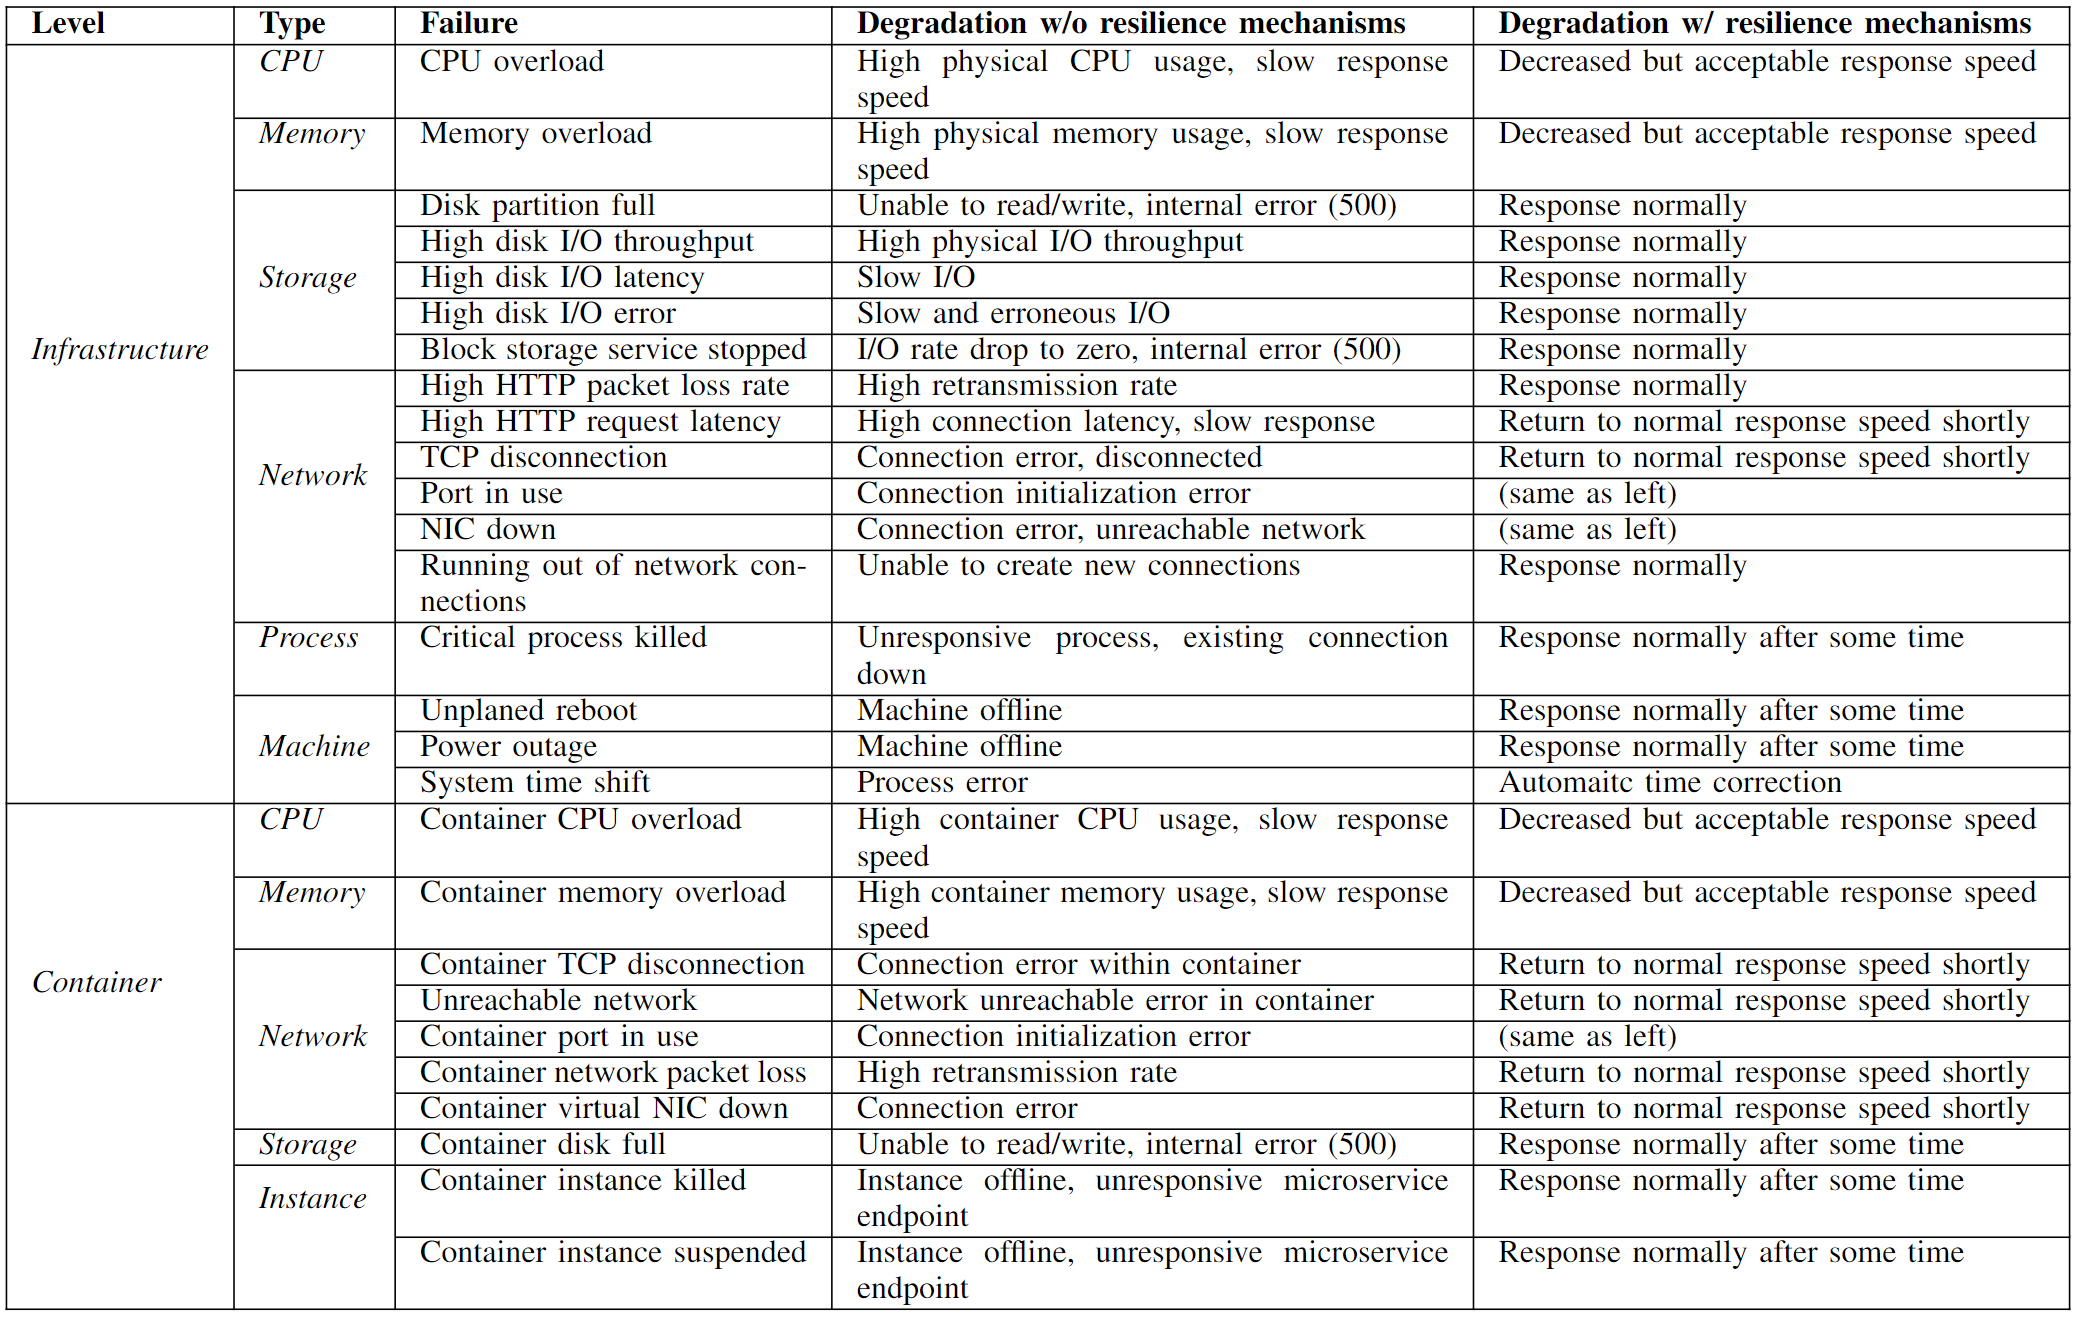 Level Type Failure Degradation w/o resilience mechanisms Degradation w/ resilience mechanisms
Infrastructure
CPU CPU overload High physical CPU usage, slow response Decreased but acceptable response speed
speed
Memory Memory overload High physical memory usage, slow response Decreased but acceptable response speed
speed
Storage
Disk partition full Unable to read/write, internal error (500) Response normally
High disk I/O throughput High physical I/O throughput Response normally
High disk I/O latency Slow I/O Response normally
High disk I/O error Slow and erroneous I/O Response normally
Block storage service stopped I/O rate drop to zero, internal error (500) Response normally
Network
High HTTP packet loss rate High retransmission rate Response normally
High HTTP request latency High connection latency, slow response Return to normal response speed shortly
TCP disconnection Connection error, disconnected Return to normal response speed shortly
Port in use Connection initialization error (same as left)
NIC down Connection error, unreachable network (same as left)
Running out of network con- Unable to create new connections Response normally
nections
Process Critical process killed Unresponsive process, existing connection Response normally after some time
down
Machine
Unplaned reboot Machine offline Response normally after some time
Power outage Machine offline Response normally after some time
System time shift Process error Automaitc time correction
Container
CPU Container CPU overload High container CPU usage, slow response Decreased but acceptable response speed
speed
Memory Container memory overload High container memory usage, slow response Decreased but acceptable response speed
speed
Network
Container TCP disconnection Connection error within container Return to normal response speed shortly
Unreachable network Network unreachable error in container Return to normal response speed shortly
Container port in use Connection initialization error (same as left)
Container network packet loss High retransmission rate Return to normal response speed shortly
Container virtual NIC down Connection error Return to normal response speed shortly
Storage Container disk full Unable to read/write, internal error (500) Response normally after some time
Instance
Container instance killed Instance offline, unresponsive microservice Response normally after some time
endpoint
Container instance suspended Instance offline, unresponsive microservice Response normally after some time
endpoint